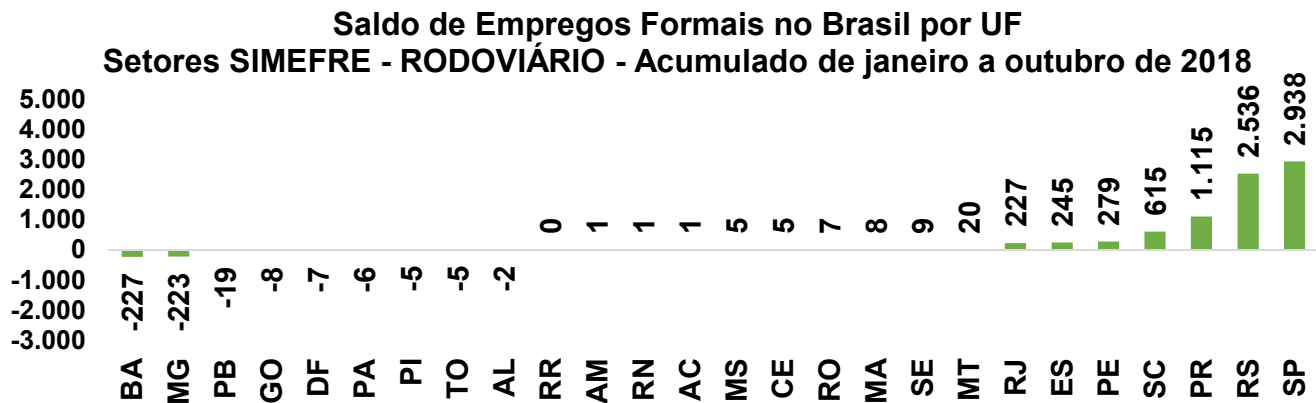 Saldo de Empregos Formais no Brasil por UF
Setores SIMEFRE - RODOVIÁRIO - Acumulado de janeiro a outubro de 2018
5.000
4.000
3.000
2.000
1.000
0
-1.000
-2.000
-3.000
-227
-223
-19
-8
-7
-6
-5
-5
-2
0
1
1
1
5
5
7
8
9
20
227
245
279
615
1.115
2.536
2.938
BA
MG
PB
GO
DF
PA
PI
TO
AL
RR
AM
RN
AC
MS
CE
RO
MA
SE
MT
RJ
ES
PE
SC
PR
RS
SP